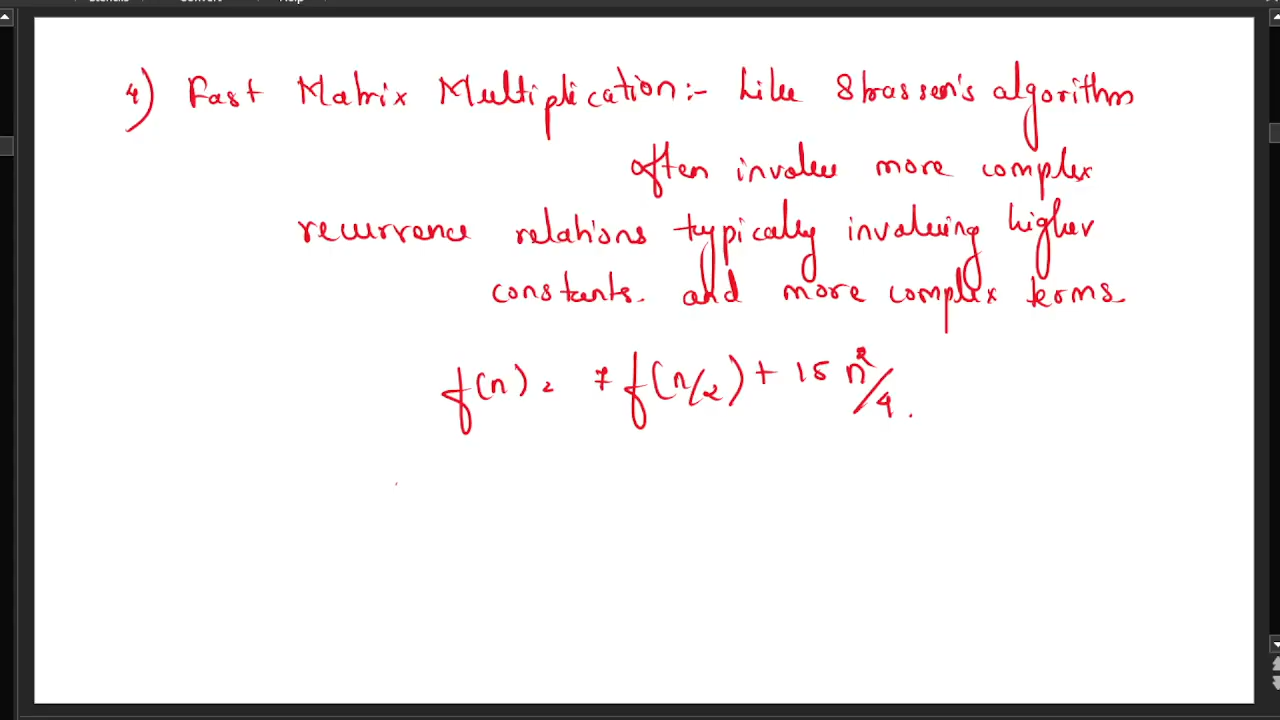 4) Fast Matrix Multiplication:- Like Strassen's algorithm
often involve more complex
recurrence relations typically involving higher
constants. and more complex terms.
f(n) = 7 f(n/2) + 15 n²/4.